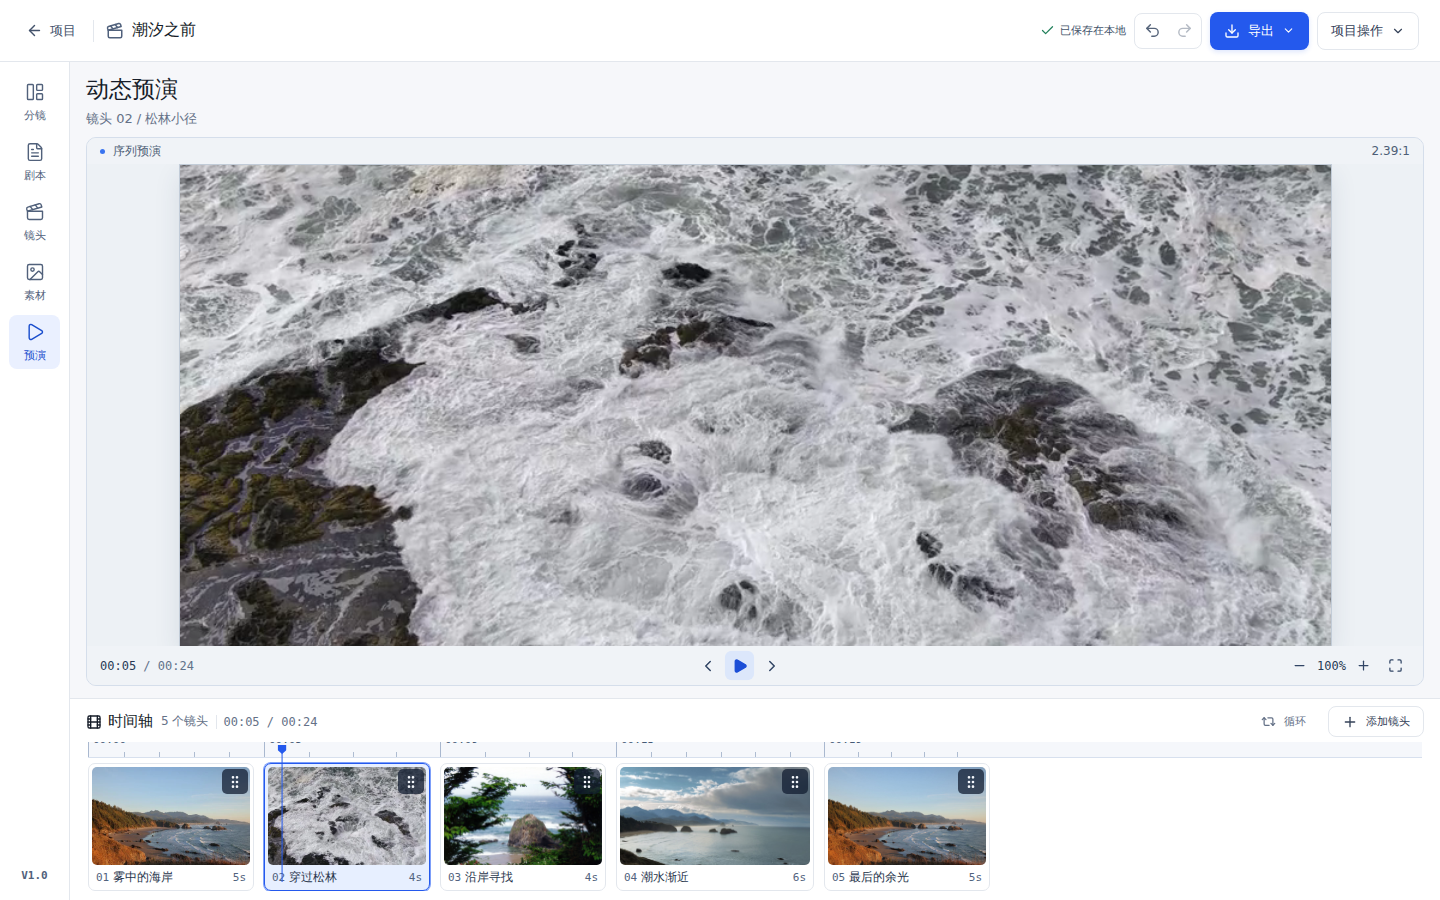 项目
潮汐之前
已保存在本地
导出
项目操作
分镜
剧本
镜头
素材
预演
V1.0
动态预演
镜头 02 / 松林小径
序列预演
2.39:1
00:05 / 00:24
100%
时间轴
5 个镜头
00:05 / 00:24
循环
添加镜头
01 雾中的海岸 5s
02 穿过松林 4s
03 沿岸寻找 4s
04 潮水渐近 6s
05 最后的余光 5s